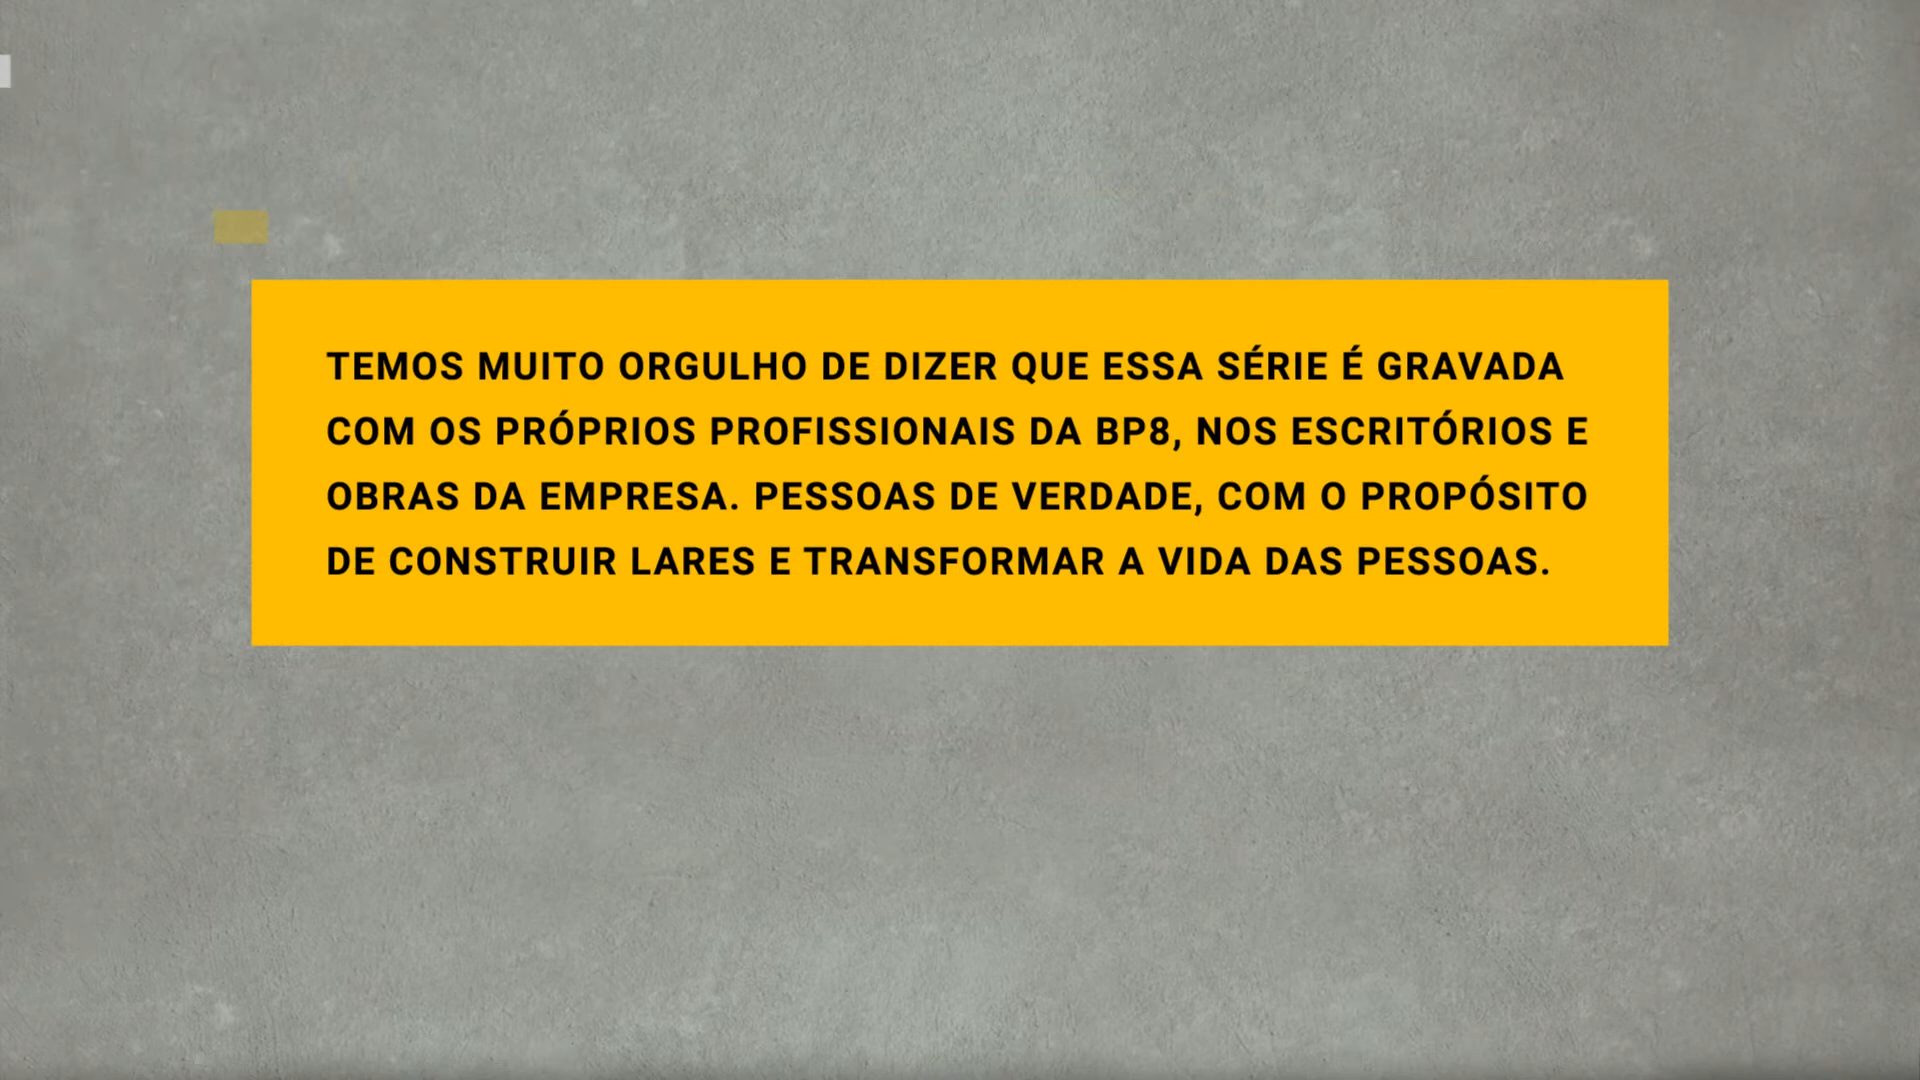 TEMOS MUITO ORGULHO DE DIZER QUE ESSA SÉRIE É GRAVADA
COM OS PRÓPRIOS PROFISSIONAIS DA BP8, NOS ESCRITÓRIOS E
OBRAS DA EMPRESA. PESSOAS DE VERDADE, COM O PROPÓSITO
DE CONSTRUIR LARES E TRANSFORMAR A VIDA DAS PESSOAS.